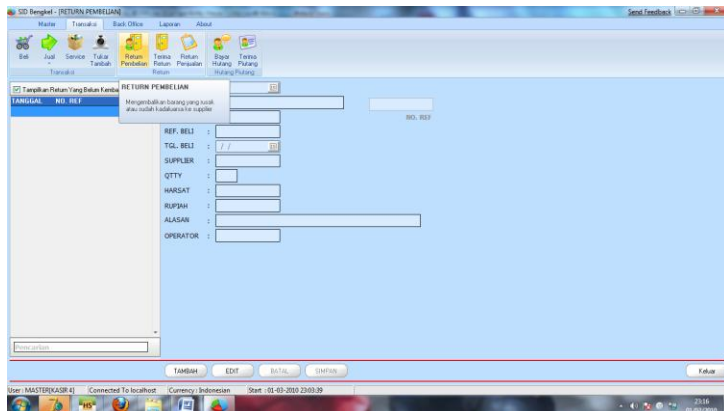 SID Bengkel - [RETURN PEMBELIAN]
Send Feedback
Master Transaksi Back Office Laporan About
Beli Jual Service Tukar Tambah Return Pembelian Terima Return Return Penjualan Bayar Hutang Terima Piutang
Transaksi Return Hutang Piutang
Tampilkan Return Yang Belum
TANGGAL NO. REF
RETURN PEMBELIAN
Mengembalikan barang yang rusak
atau sudah kadaluarsa ke supplier
NO. REF
REF. BELI :
TGL. BELI : / /
SUPPLIER :
QTTY :
HARSAT :
RUPIAH :
ALASAN :
OPERATOR :
Pencarian
TAMBAH EDIT BATAL SIMPAN Keluar
User : MASTER[KASIR 4] Connected To localhost Currency : Indonesian Start : 01-03-2010 23:03:39
23:16